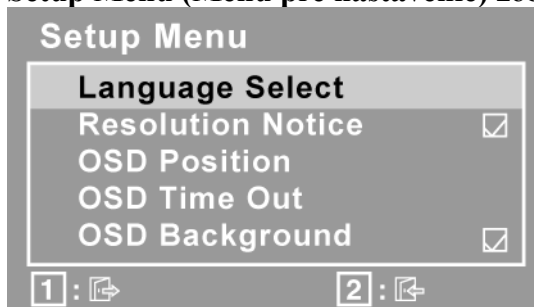 Setup Menu
Language Select
Resolution Notice
OSD Position
OSD Time Out
OSD Background
1 : 2 :